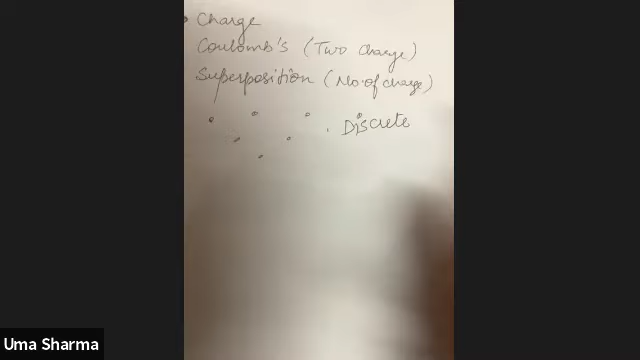 Charge
Coulomb's (Two Charge)
Superposition (No. of charge)
Discrete
Uma Sharma